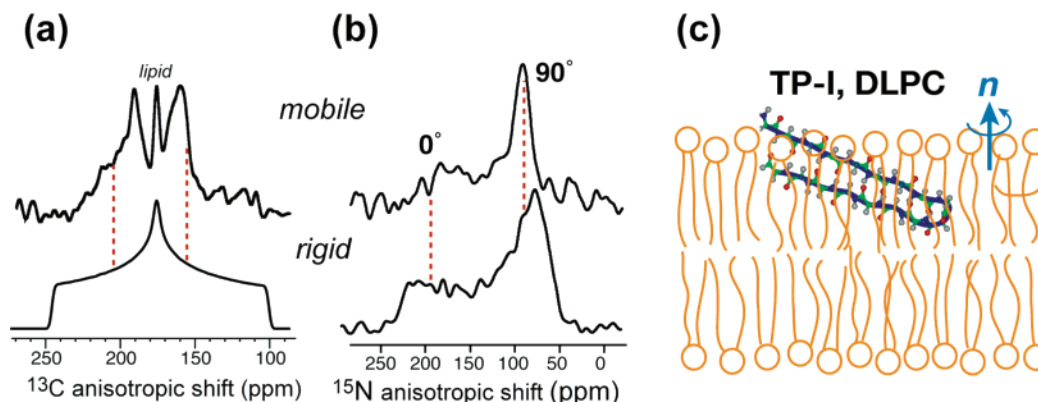 (a)
lipid
250 200 150 100
13C anisotropic shift (ppm)
mobile
rigid
(b)
0°
90°
250 200 150 100 50 0
15N anisotropic shift (ppm)
(c)
TP-I, DLPC
n